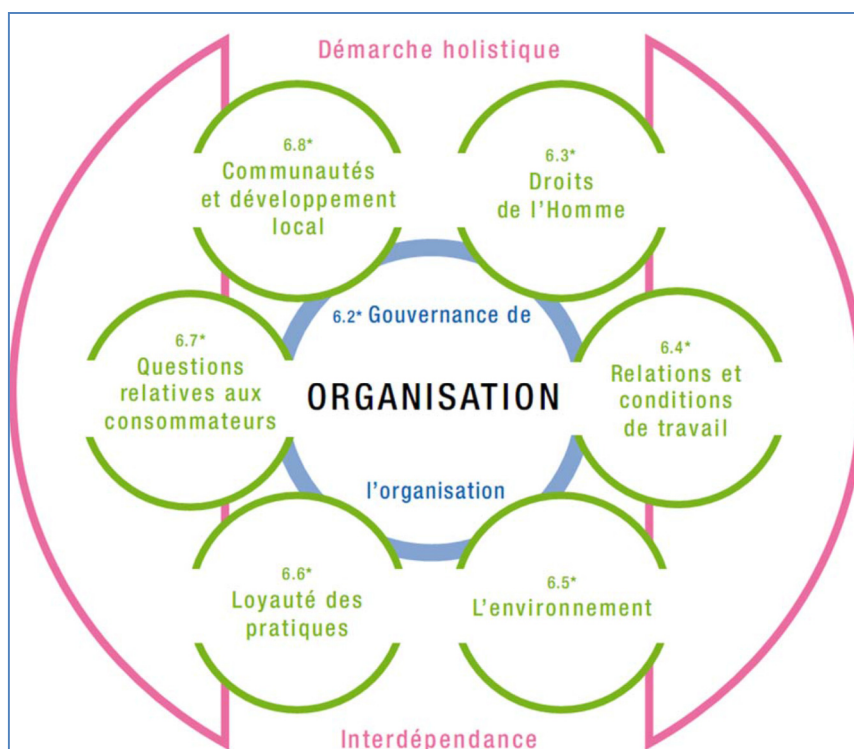 Démarche holistique
6.8*
Communautés
et développement
local
6.3*
Droits
de l'Homme
6.2* Gouvernance de
ORGANISATION
l'organisation
6.7*
Questions
relatives aux
consommateurs
6.4*
Relations et
conditions
de travail
6.6*
Loyauté des
pratiques
6.5*
L'environnement
Interdépendance